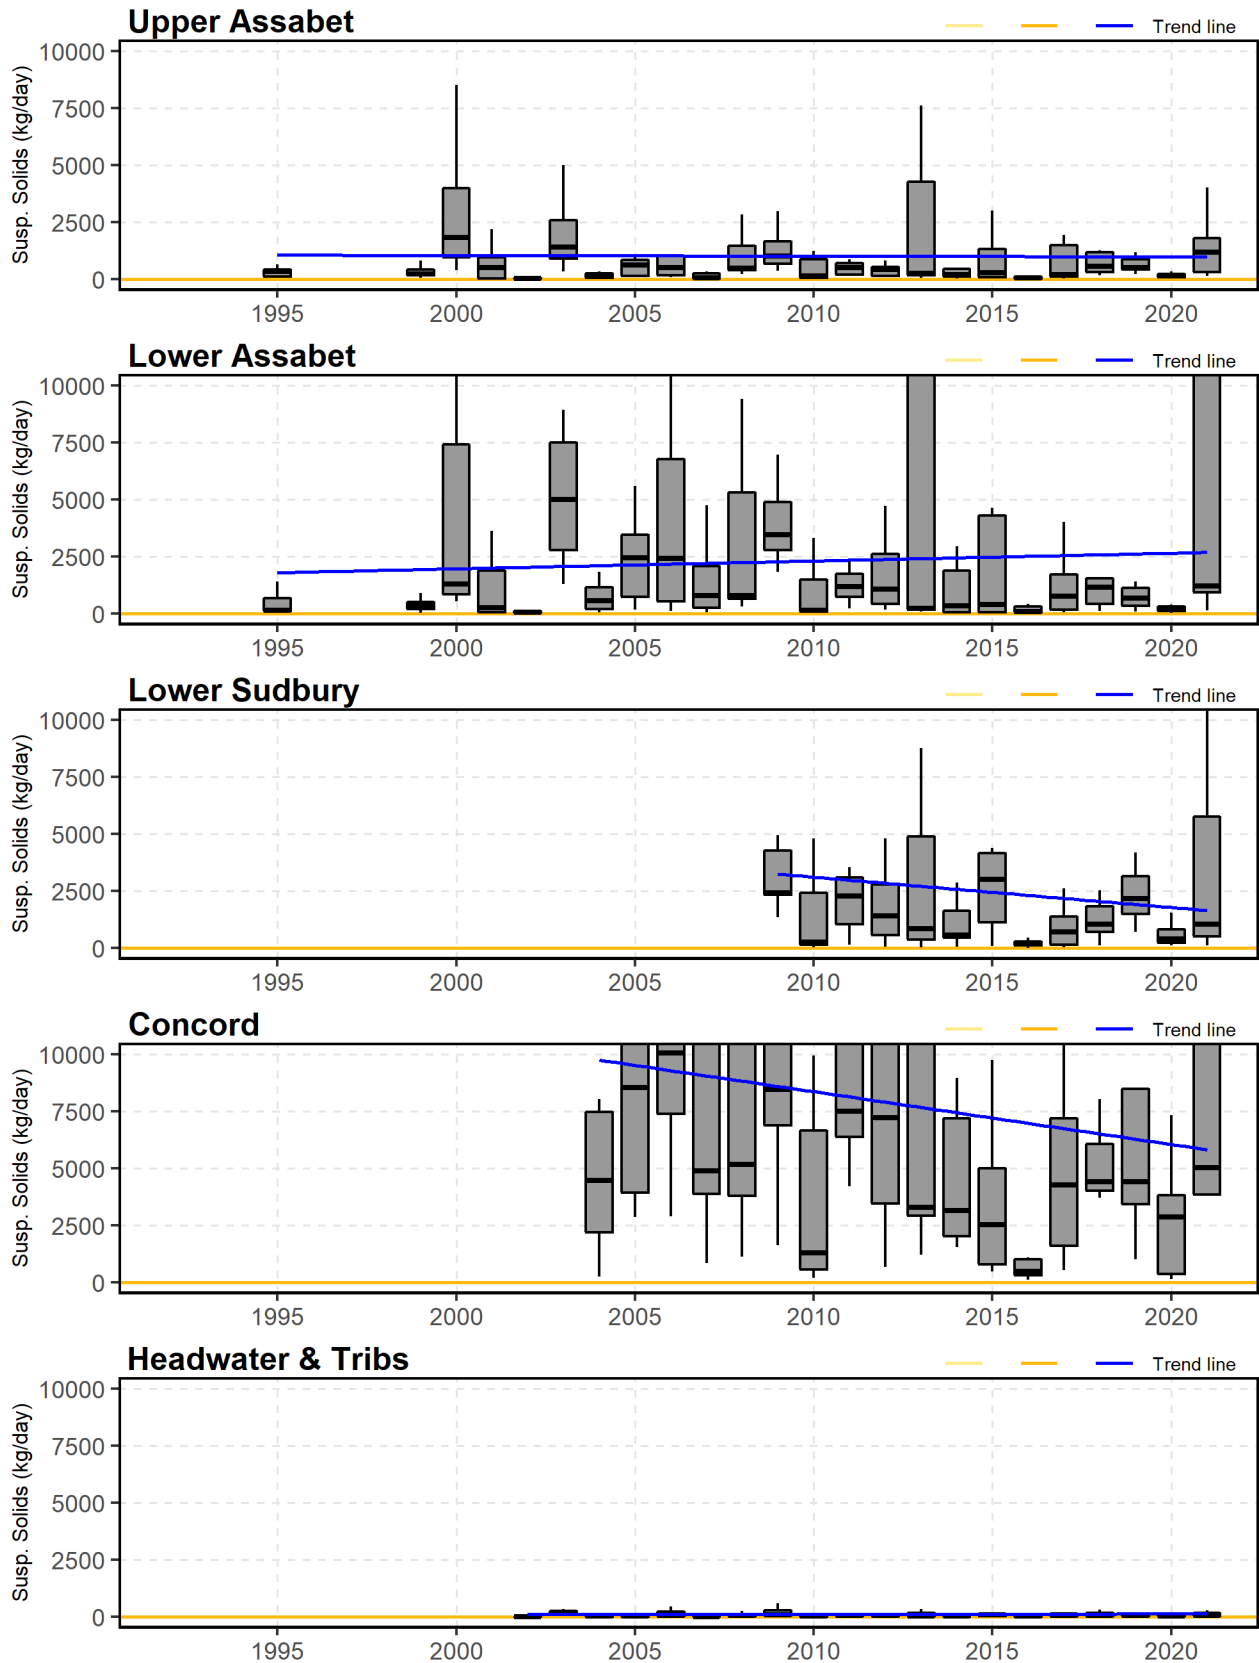 Upper Assabet
Trend line
Susp. Solids (kg/day)
10000
7500
5000
2500
0
1995 2000 2005 2010 2015 2020
Lower Assabet
Trend line
Susp. Solids (kg/day)
10000
7500
5000
2500
0
1995 2000 2005 2010 2015 2020
Lower Sudbury
Trend line
Susp. Solids (kg/day)
10000
7500
5000
2500
0
1995 2000 2005 2010 2015 2020
Concord
Trend line
Susp. Solids (kg/day)
10000
7500
5000
2500
0
1995 2000 2005 2010 2015 2020
Headwater & Tribs
Trend line
Susp. Solids (kg/day)
10000
7500
5000
2500
0
1995 2000 2005 2010 2015 2020